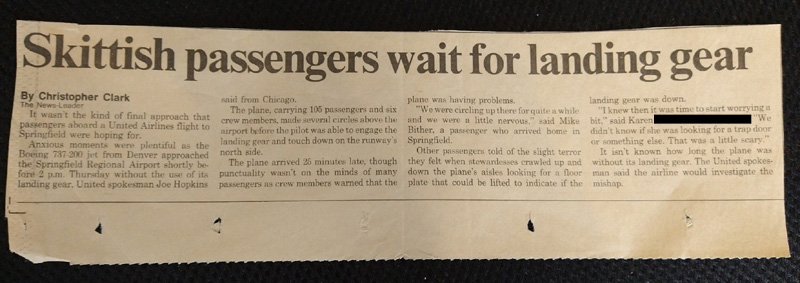 Skittish passengers wait for landing gear
By Christopher Clark
The News-Leader
It wasn't the kind of final approach that
passengers aboard a United Airlines flight to
Springfield were hoping for.
Anxious moments were plentiful as the
Boeing 737-200 jet from Denver approached
the Springfield Regional Airport shortly be-
fore 2 p.m. Thursday without the use of its
landing gear, United spokesman Joe Hopkins
said from Chicago.
The plane, carrying 105 passengers and six
crew members, made several circles above the
airport before the pilot was able to engage the
landing gear and touch down on the runway's
north side.
The plane arrived 25 minutes late, though
punctuality wasn't on the minds of many
passengers as crew members warned that the
plane was having problems.
"We were circling up there for quite a while
and we were a little nervous," said Mike
Bither, a passenger who arrived home in
Springfield.
Other passengers told of the slight terror
they felt when stewardesses crawled up and
down the plane's aisles looking for a floor
plate that could be lifted to indicate if the
landing gear was down.
"I knew then it was time to start worrying a
bit," said Karen "We
didn't know if she was looking for a trap door
or something else. That was a little scary."
It isn't known how long the plane was
without its landing gear. The United spokes-
man said the airline would investigate the
mishap.